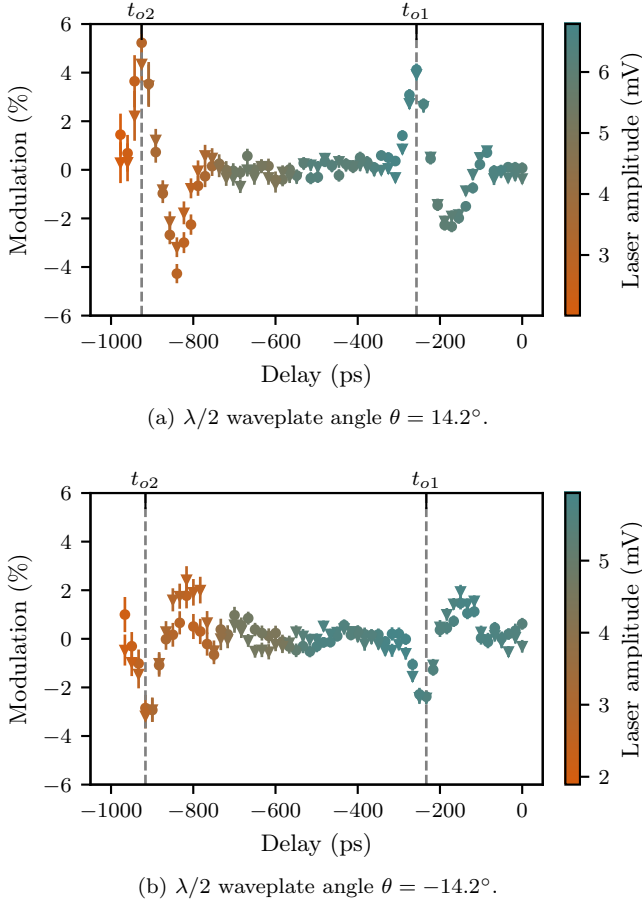 t_{o2} t_{o1}
6
4
2
0
−2
−4
−6
Modulation (%)
−1000 −800 −600 −400 −200 0
Delay (ps)
6
5
4
3
Laser amplitude (mV)
(a) λ/2 waveplate angle θ = 14.2°.
t_{o2} t_{o1}
6
4
2
0
−2
−4
−6
Modulation (%)
−1000 −800 −600 −400 −200 0
Delay (ps)
5
4
3
2
Laser amplitude (mV)
(b) λ/2 waveplate angle θ = −14.2°.